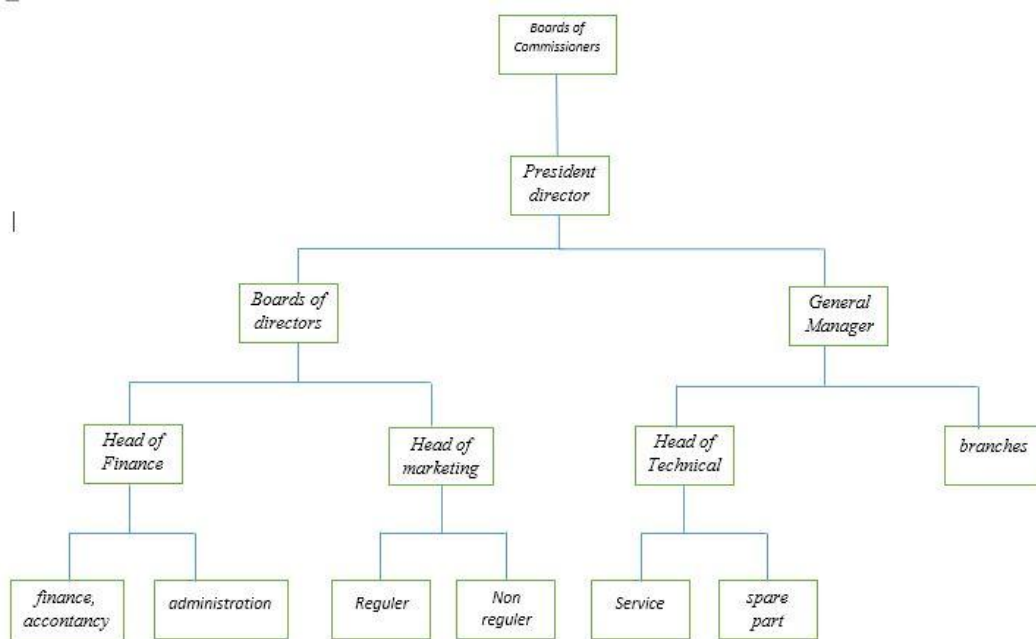 Boards of
Commissioners
President
director
Boards of
directors
General
Manager
Head of
Finance
Head of
marketing
Head of
Technical
branches
finance,
accontancy
administration
Reguler
Non
reguler
Service
spare
part